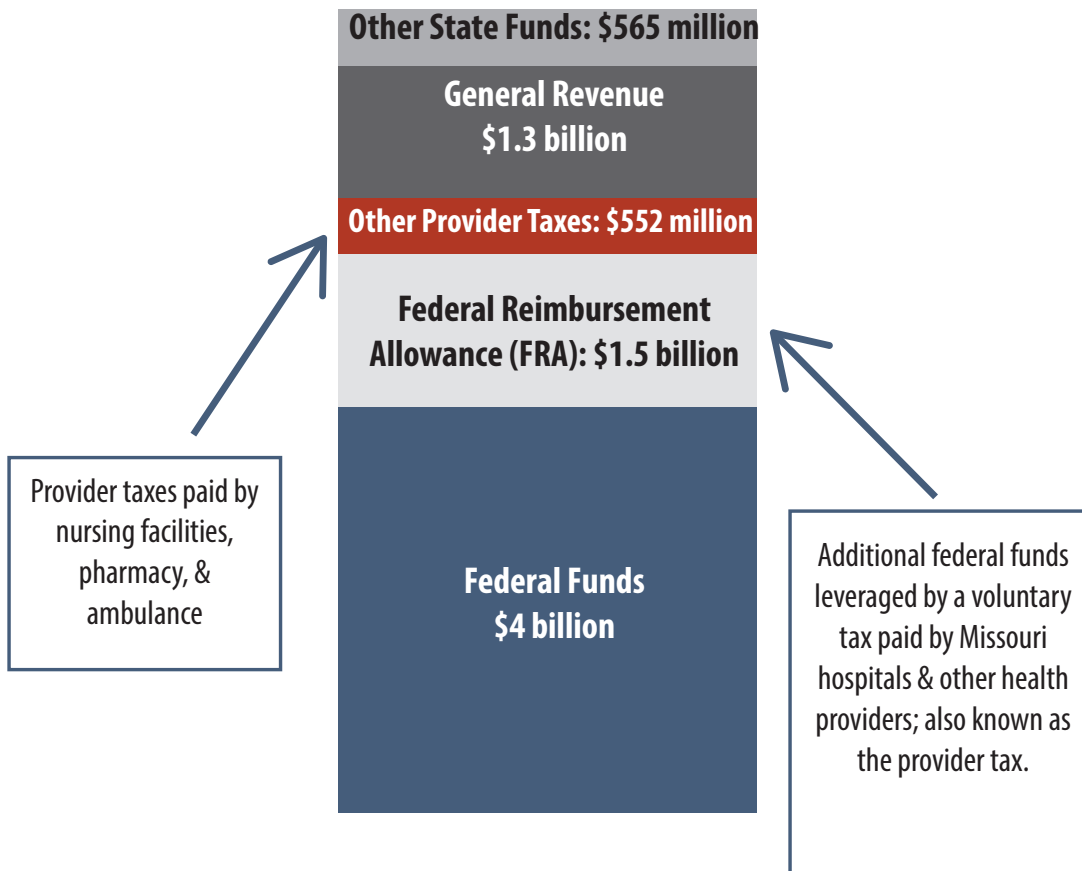 Other State Funds: $565 million
General Revenue
$1.3 billion
Other Provider Taxes: $552 million
Federal Reimbursement
Allowance (FRA): $1.5 billion
Federal Funds
$4 billion
Provider taxes paid by
nursing facilities,
pharmacy, &
ambulance
Additional federal funds
leveraged by a voluntary
tax paid by Missouri
hospitals & other health
providers; also known as
the provider tax.